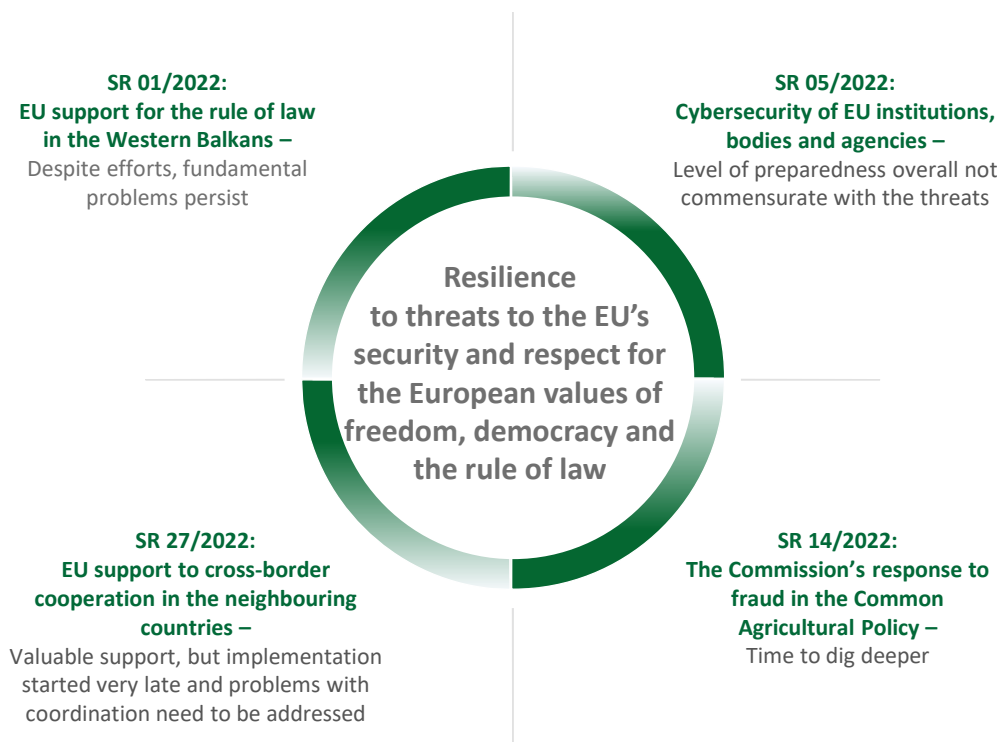 SR 01/2022:
EU support for the rule of law
in the Western Balkans –
Despite efforts, fundamental
problems persist
SR 05/2022:
Cybersecurity of EU institutions,
bodies and agencies –
Level of preparedness overall not
commensurate with the threats
Resilience
to threats to the EU’s
security and respect for
the European values of
freedom, democracy and
the rule of law
SR 27/2022:
EU support to cross-border
cooperation in the neighbouring
countries –
Valuable support, but implementation
started very late and problems with
coordination need to be addressed
SR 14/2022:
The Commission’s response to
fraud in the Common
Agricultural Policy –
Time to dig deeper